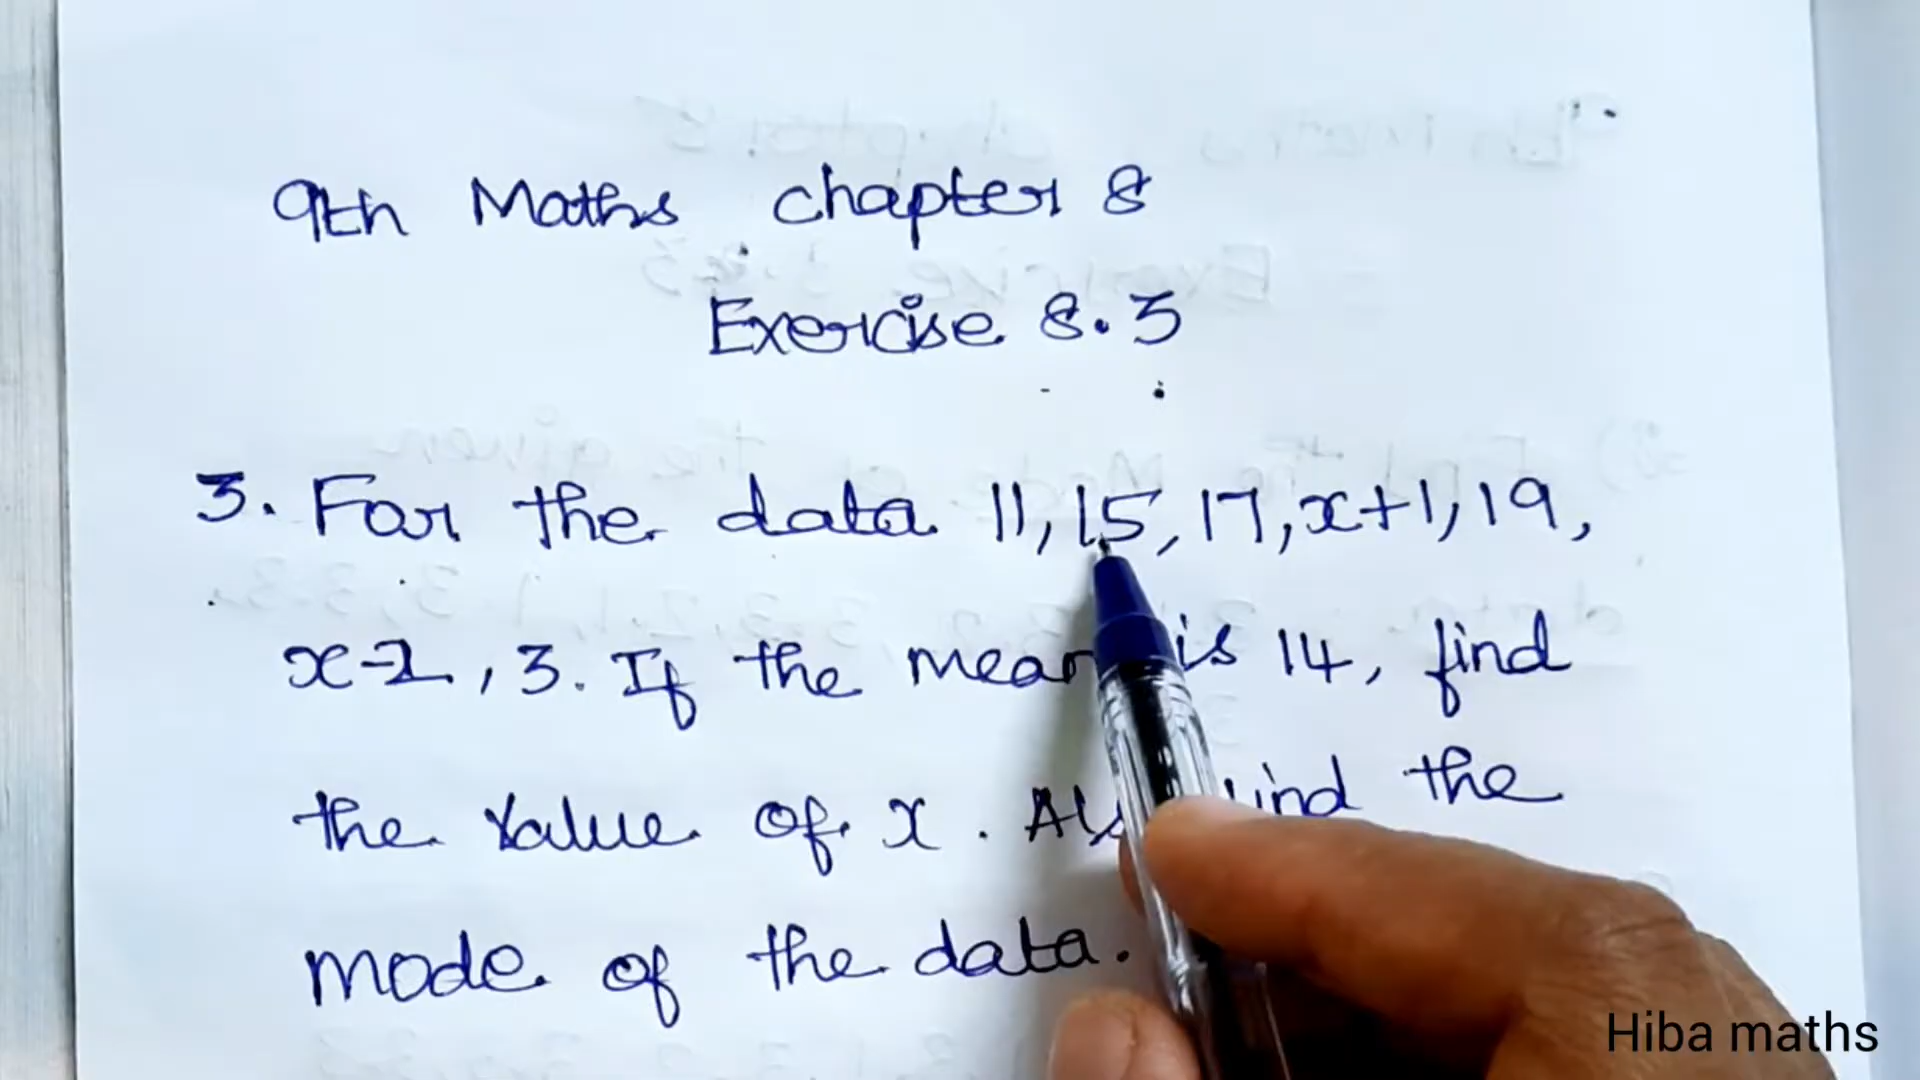 9th Maths chapter 8
Exercise 8.3
3. For the data 11, 15, 17, x+1, 19,
x-2, 3. If the mean is 14, find
the value of x. find the
mode of the data.
Hiba maths